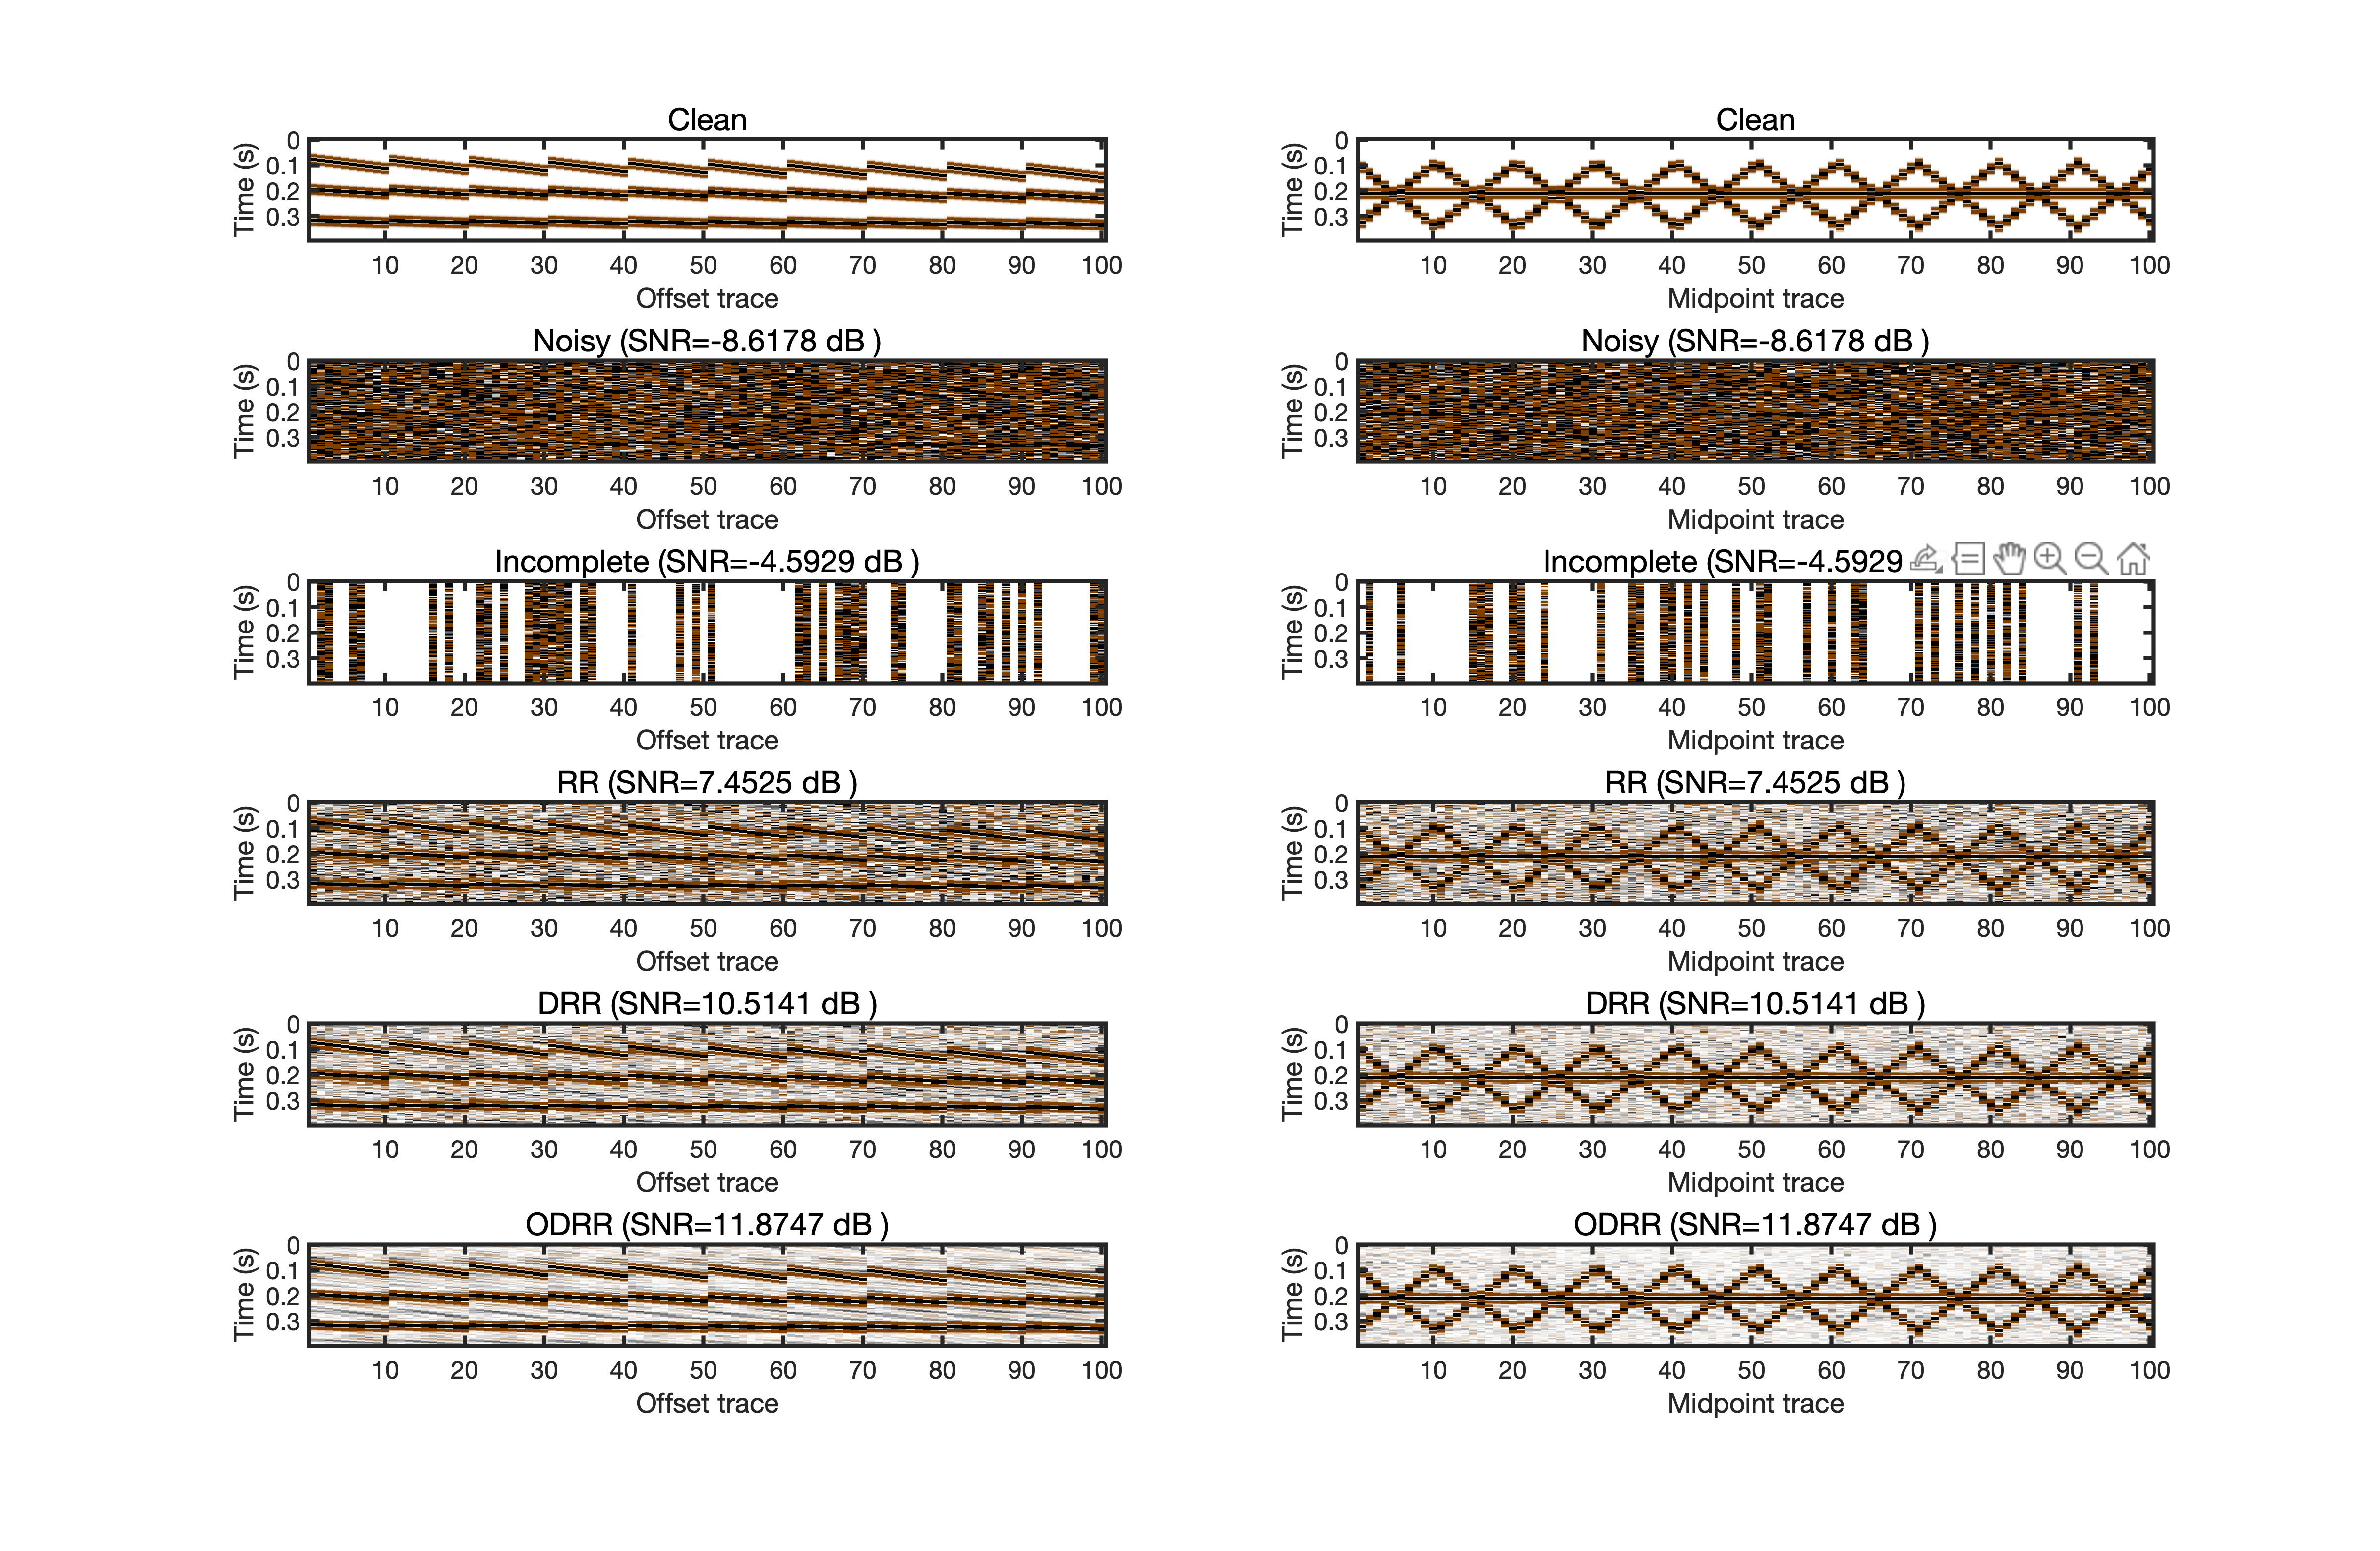 Clean
Time (s)
0
0.1
0.2
0.3
10 20 30 40 50 60 70 80 90 100
Offset trace
Clean
Time (s)
0
0.1
0.2
0.3
10 20 30 40 50 60 70 80 90 100
Midpoint trace
Noisy (SNR=-8.6178 dB )
Time (s)
0
0.1
0.2
0.3
10 20 30 40 50 60 70 80 90 100
Offset trace
Noisy (SNR=-8.6178 dB )
Time (s)
0
0.1
0.2
0.3
10 20 30 40 50 60 70 80 90 100
Midpoint trace
Incomplete (SNR=-4.5929 dB )
Time (s)
0
0.1
0.2
0.3
10 20 30 40 50 60 70 80 90 100
Offset trace
Incomplete (SNR=-4.5929
Time (s)
0
0.1
0.2
0.3
10 20 30 40 50 60 70 80 90 100
Midpoint trace
RR (SNR=7.4525 dB )
Time (s)
0
0.1
0.2
0.3
10 20 30 40 50 60 70 80 90 100
Offset trace
RR (SNR=7.4525 dB )
Time (s)
0
0.1
0.2
0.3
10 20 30 40 50 60 70 80 90 100
Midpoint trace
DRR (SNR=10.5141 dB )
Time (s)
0
0.1
0.2
0.3
10 20 30 40 50 60 70 80 90 100
Offset trace
DRR (SNR=10.5141 dB )
Time (s)
0
0.1
0.2
0.3
10 20 30 40 50 60 70 80 90 100
Midpoint trace
ODRR (SNR=11.8747 dB )
Time (s)
0
0.1
0.2
0.3
10 20 30 40 50 60 70 80 90 100
Offset trace
ODRR (SNR=11.8747 dB )
Time (s)
0
0.1
0.2
0.3
10 20 30 40 50 60 70 80 90 100
Midpoint trace